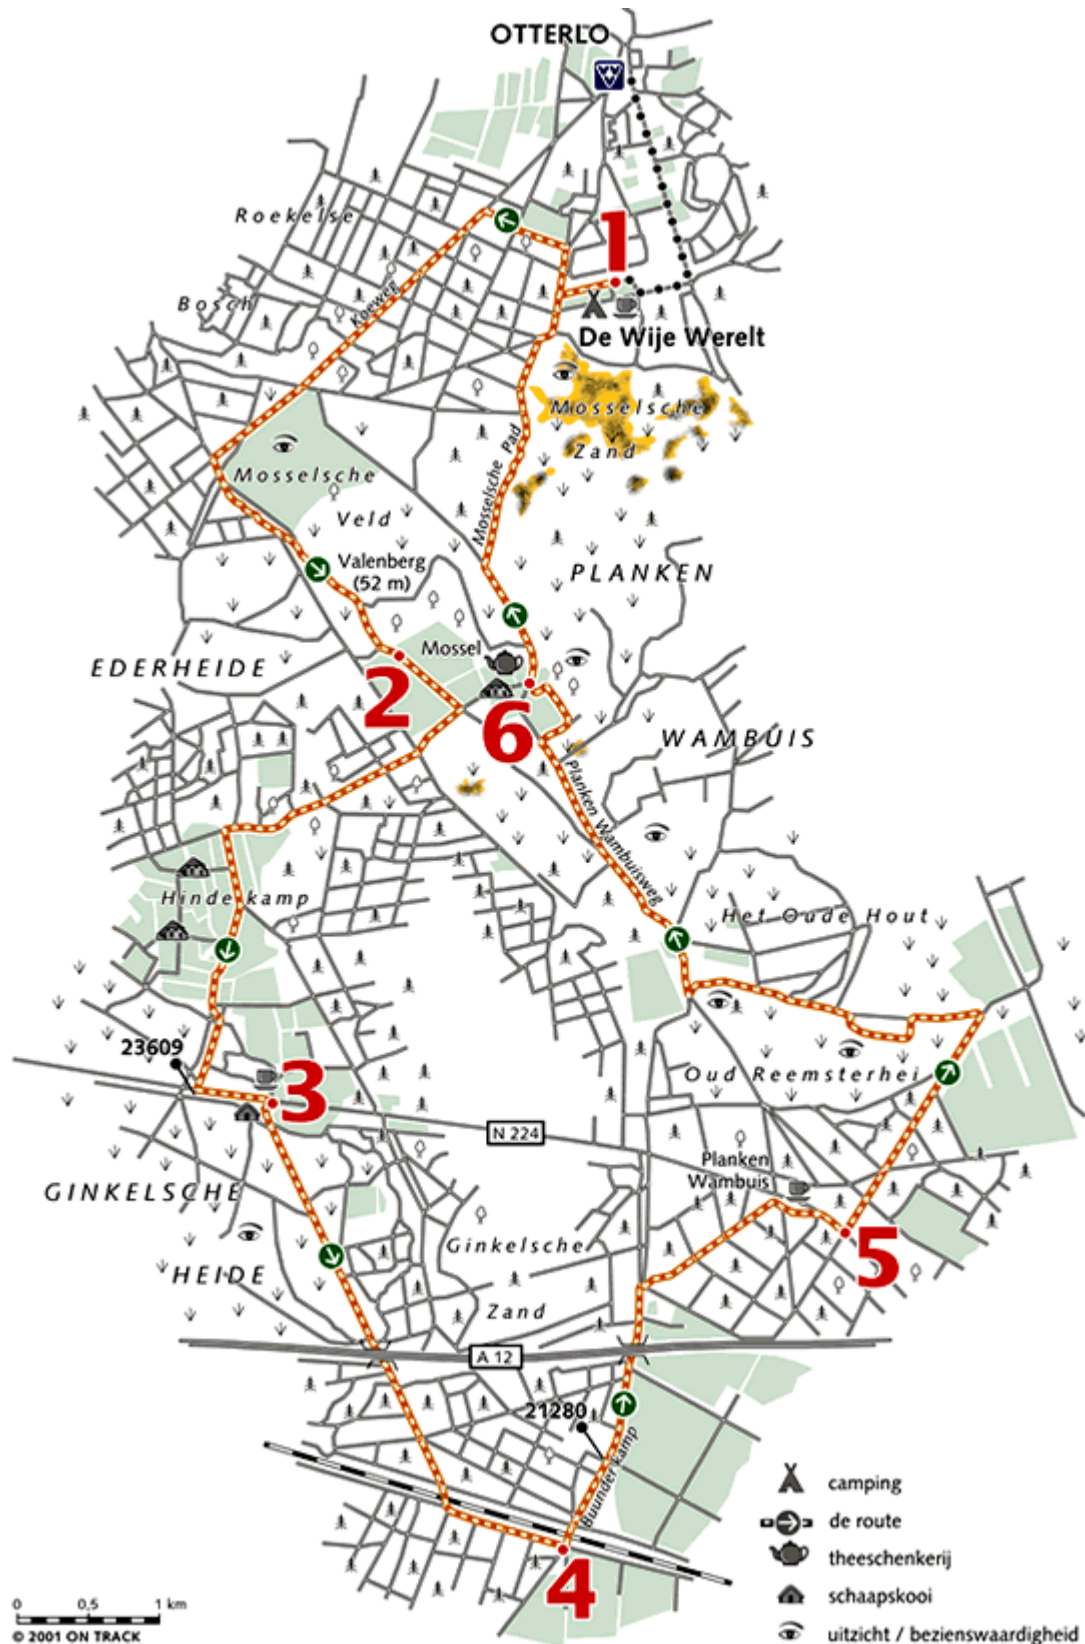 OTTERLO
Roekelse
1
Bosch
Koeweg
De Wije Werelt
Mosselsche
Zand
Mosselsche Pad
Mosselsche
Veld
Valenberg
(52 m)
PLANKEN
Mossel
EDERHEIDE
2
6
WAMBUIS
Planken Wambuisweg
Hindekamp
Het Oude Hout
23609
3
Oud Reemsterhei
N 224
Planken
Wambuis
GINKELSCHE
Ginkelsche
5
HEIDE
Zand
A 12
21280
Buunderkamp
4
camping
de route
theeschenkerij
schaapskooi
uitzicht / bezienswaardigheid
0 0,5 1 km
© 2001 ON TRACK